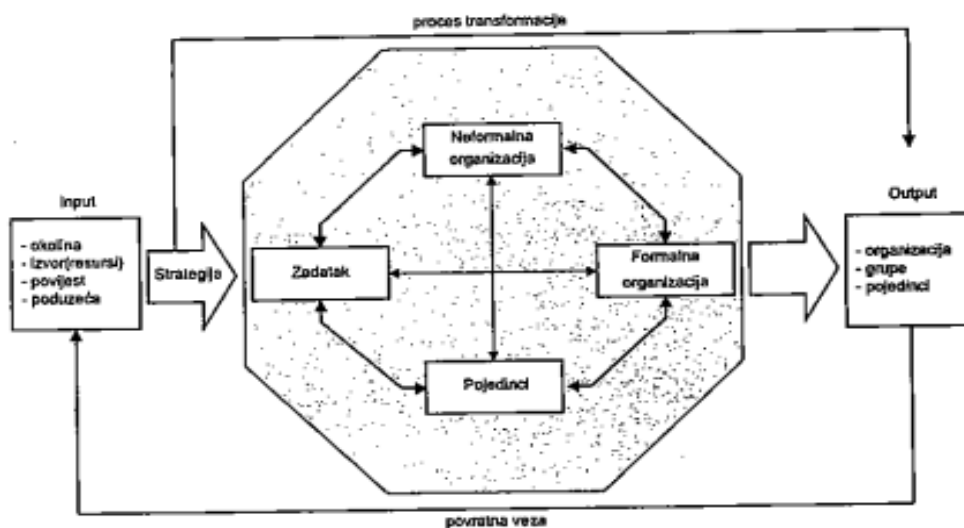 proces transformacije
Neformalna
organizacija
Input
- okolina
- izvor(resursi)
- povijest
- poduzeća
Strategija
Zadatak
Formalna
organizacija
Output
- organizacija
- grupe
- pojedinci
Pojedinci
povratna veza